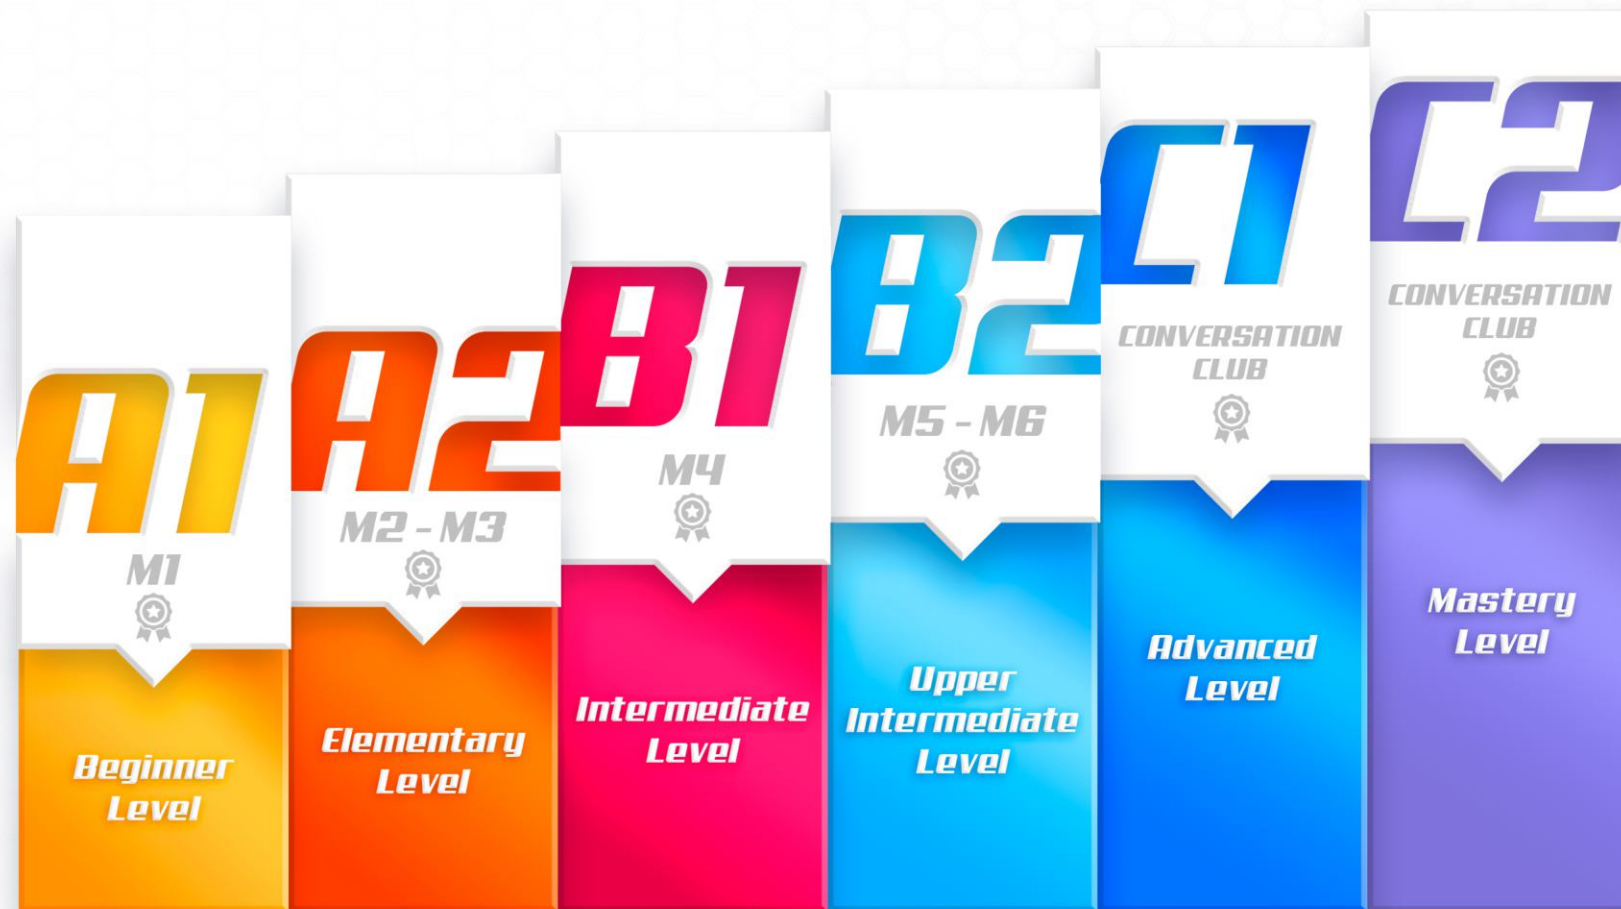 A1
M1
Beginner
Level
A2
M2 - M3
Elementary
Level
B1
M4
Intermediate
Level
B2
M5 - M6
Upper
Intermediate
Level
C1
CONVERSATION
CLUB
Advanced
Level
C2
CONVERSATION
CLUB
Mastery
Level